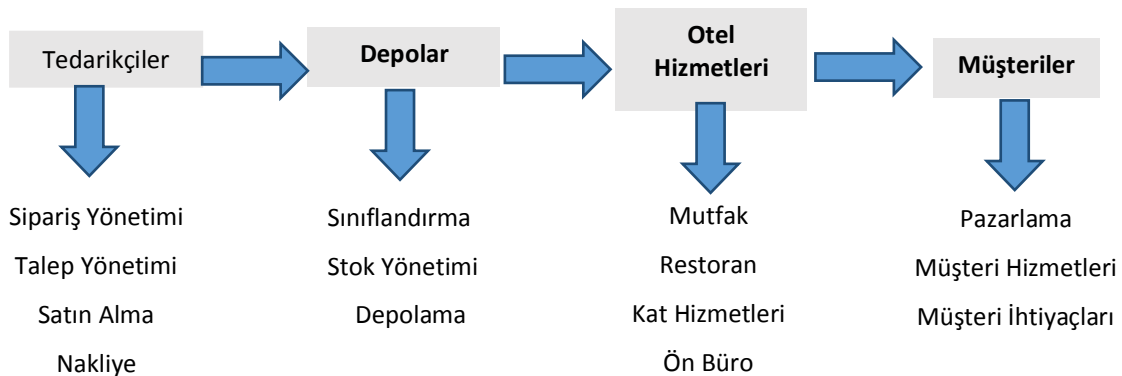 Tedarikçiler
Depolar
Otel
Hizmetleri
Müşteriler
Sipariş Yönetimi
Talep Yönetimi
Satın Alma
Nakliye
Sınıflandırma
Stok Yönetimi
Depolama
Mutfak
Restoran
Kat Hizmetleri
Ön Büro
Pazarlama
Müşteri Hizmetleri
Müşteri İhtiyaçları